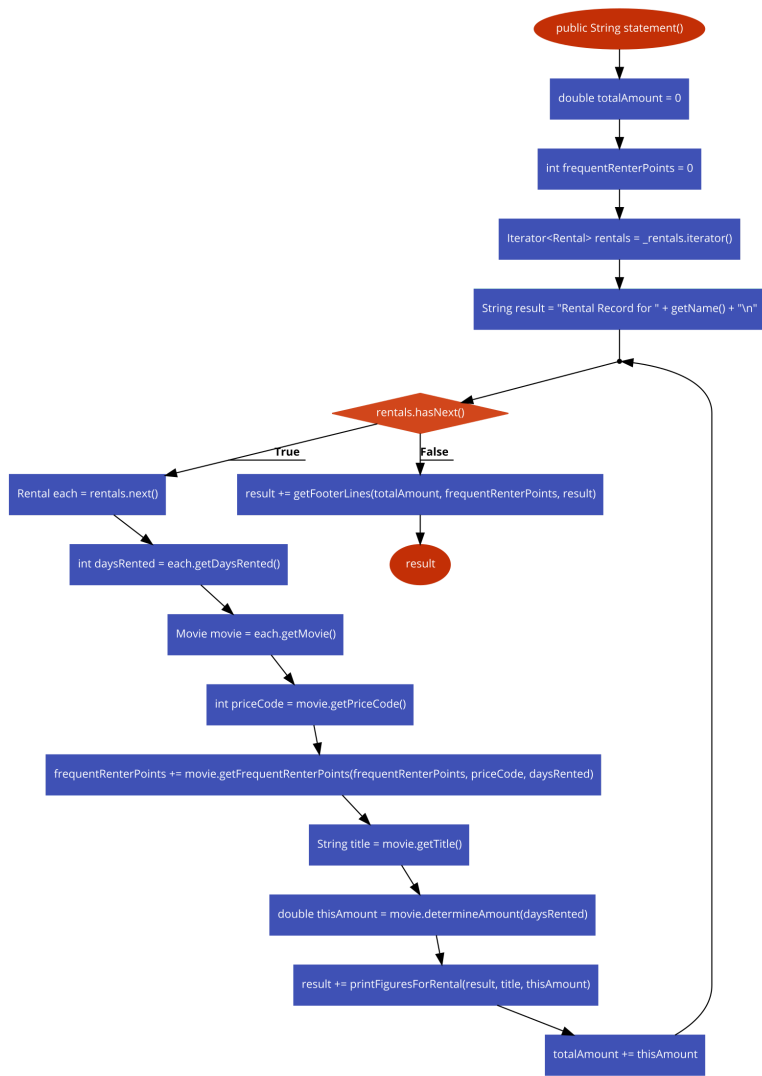 public String statement()
double totalAmount = 0
int frequentRenterPoints = 0
Iterator<Rental> rentals = _rentals.iterator()
String result = "Rental Record for " + getName() + "\n"
rentals.hasNext()
True
False
Rental each = rentals.next()
result += getFooterLines(totalAmount, frequentRenterPoints, result)
int daysRented = each.getDaysRented()
result
Movie movie = each.getMovie()
int priceCode = movie.getPriceCode()
frequentRenterPoints += movie.getFrequentRenterPoints(frequentRenterPoints, priceCode, daysRented)
String title = movie.getTitle()
double thisAmount = movie.determineAmount(daysRented)
result += printFiguresForRental(result, title, thisAmount)
totalAmount += thisAmount